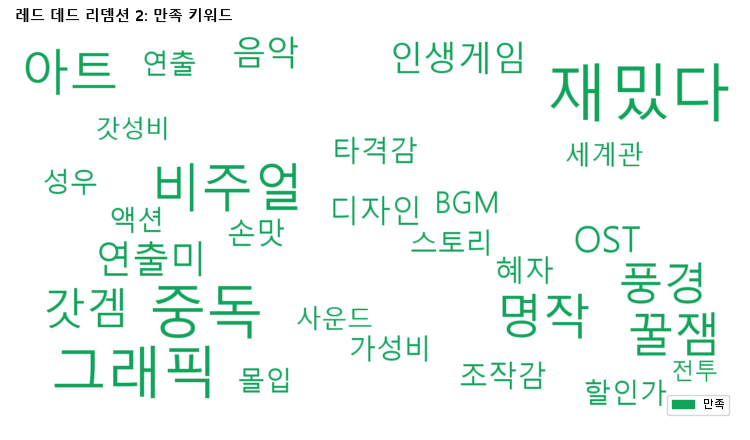 레드 데드 리뎀션 2: 만족 키워드
아트 연출 음악 인생게임 재밌다
갓성비 타격감 세계관
성우 비주얼 디자인 BGM
액션 손맛 스토리 OST
연출미 혜자 풍경
갓겜 중독 사운드 명작 꿀잼
그래픽 몰입 가성비 조작감 할인가 전투
만족